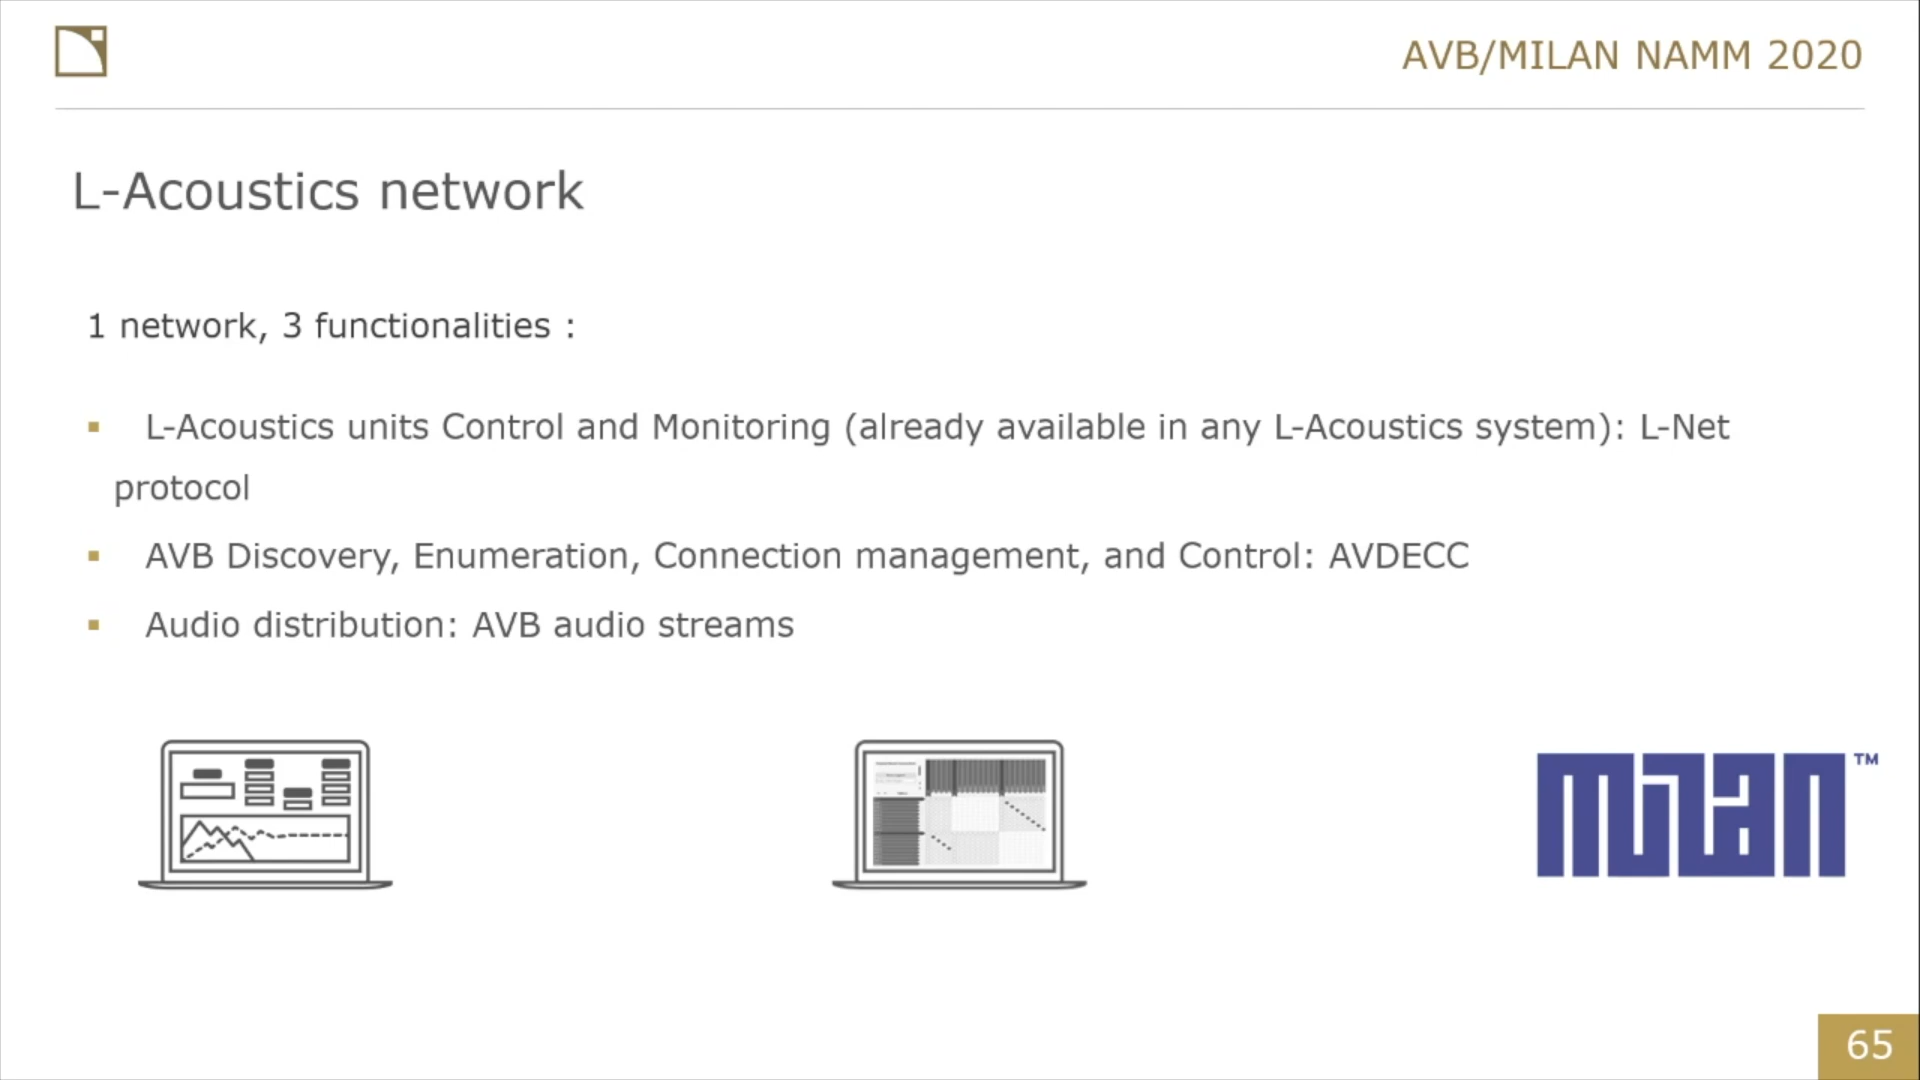 AVB/MILAN NAMM 2020
L-Acoustics network
1 network, 3 functionalities :
▪ L-Acoustics units Control and Monitoring (already available in any L-Acoustics system): L-Net
protocol
▪ AVB Discovery, Enumeration, Connection management, and Control: AVDECC
▪ Audio distribution: AVB audio streams
milan™
65